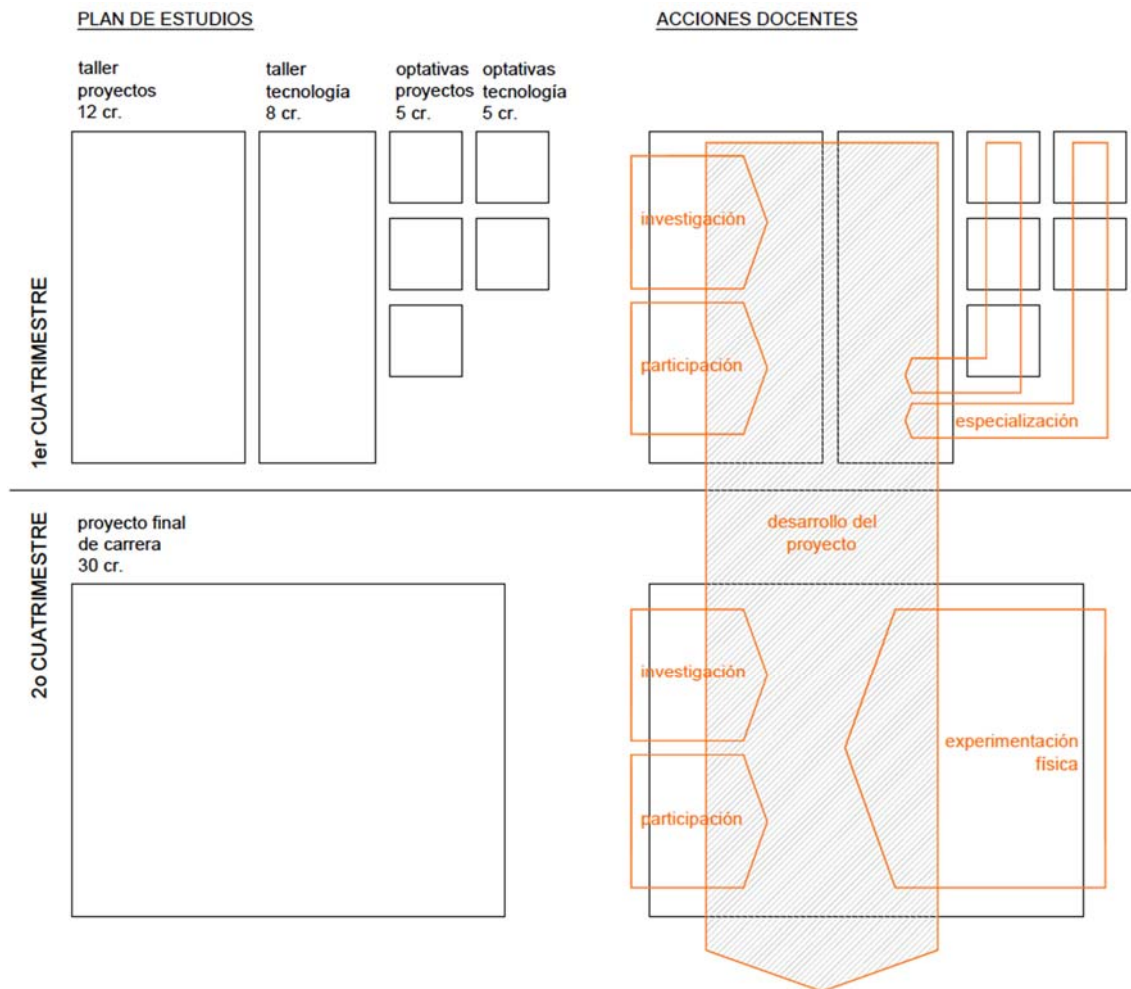 PLAN DE ESTUDIOS
ACCIONES DOCENTES
taller
proyectos
12 cr.
taller
tecnología
8 cr.
optativas
proyectos
5 cr.
optativas
tecnología
5 cr.
1er CUATRIMESTRE
investigación
participación
especialización
2o CUATRIMESTRE
proyecto final
de carrera
30 cr.
desarrollo del
proyecto
investigación
participación
experimentación
física